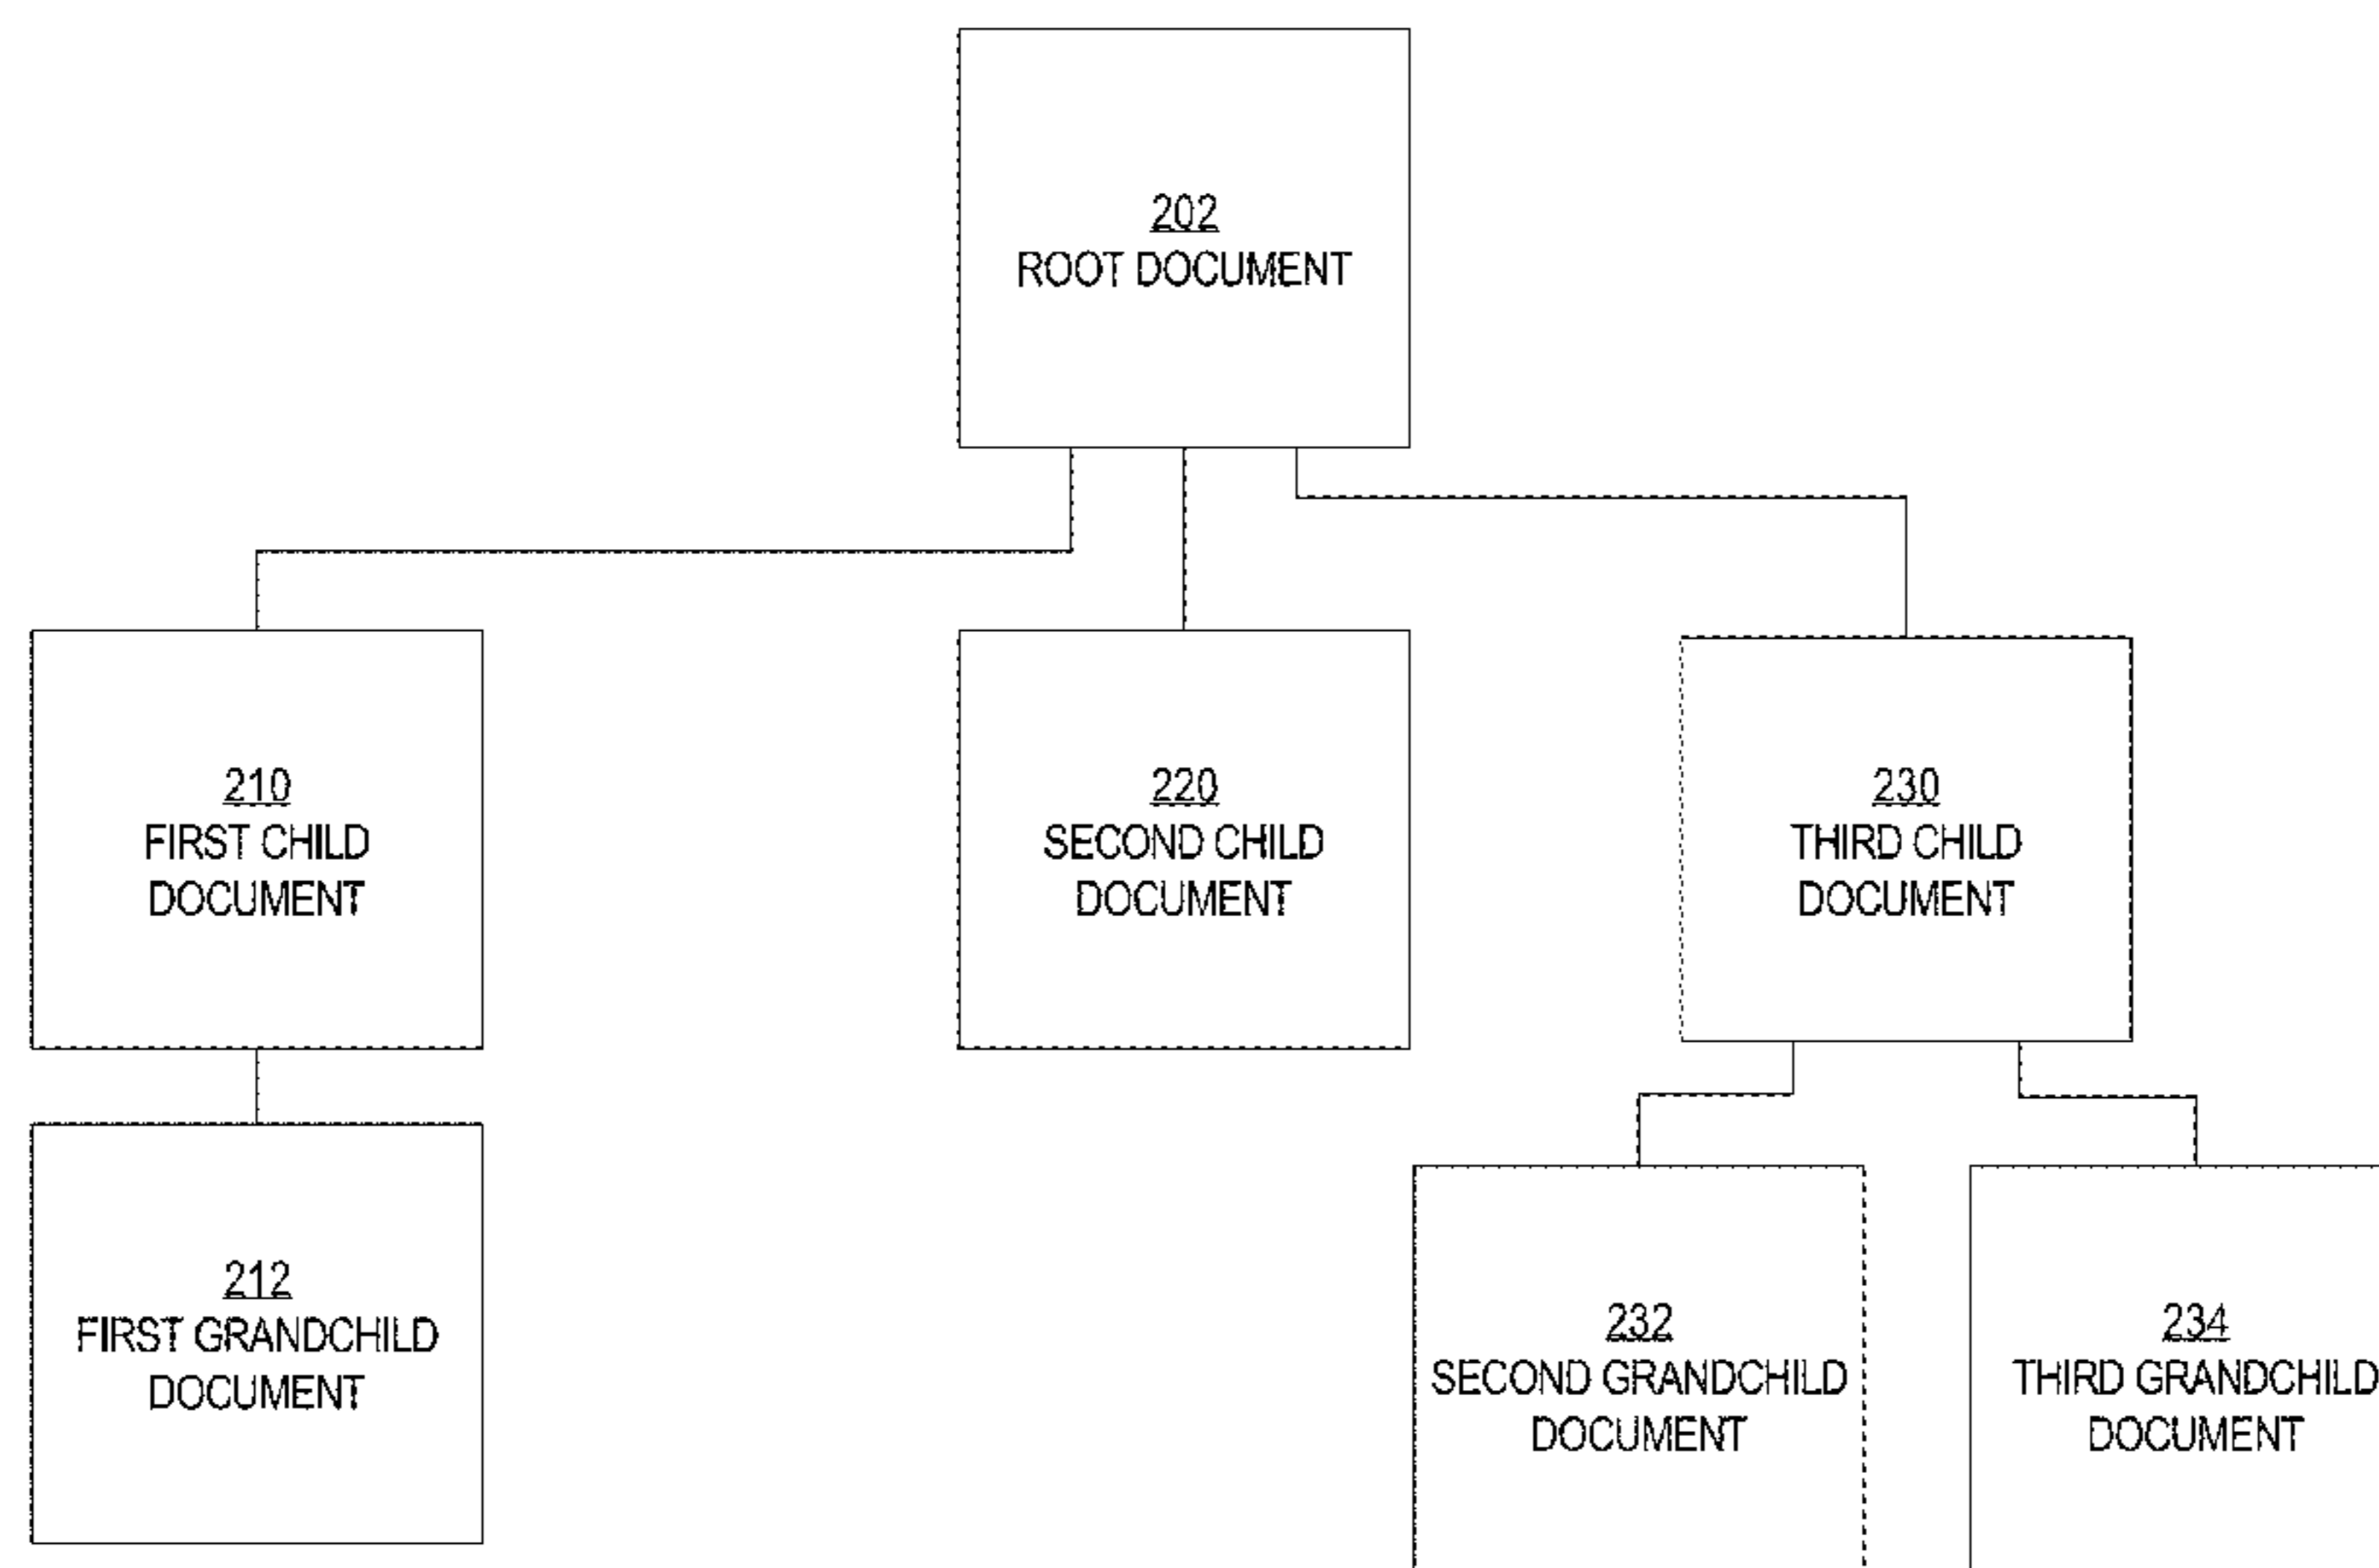 202
ROOT DOCUMENT
210
FIRST CHILD
DOCUMENT
220
SECOND CHILD
DOCUMENT
230
THIRD CHILD
DOCUMENT
212
FIRST GRANDCHILD
DOCUMENT
232
SECOND GRANDCHILD
DOCUMENT
234
THIRD GRANDCHILD
DOCUMENT